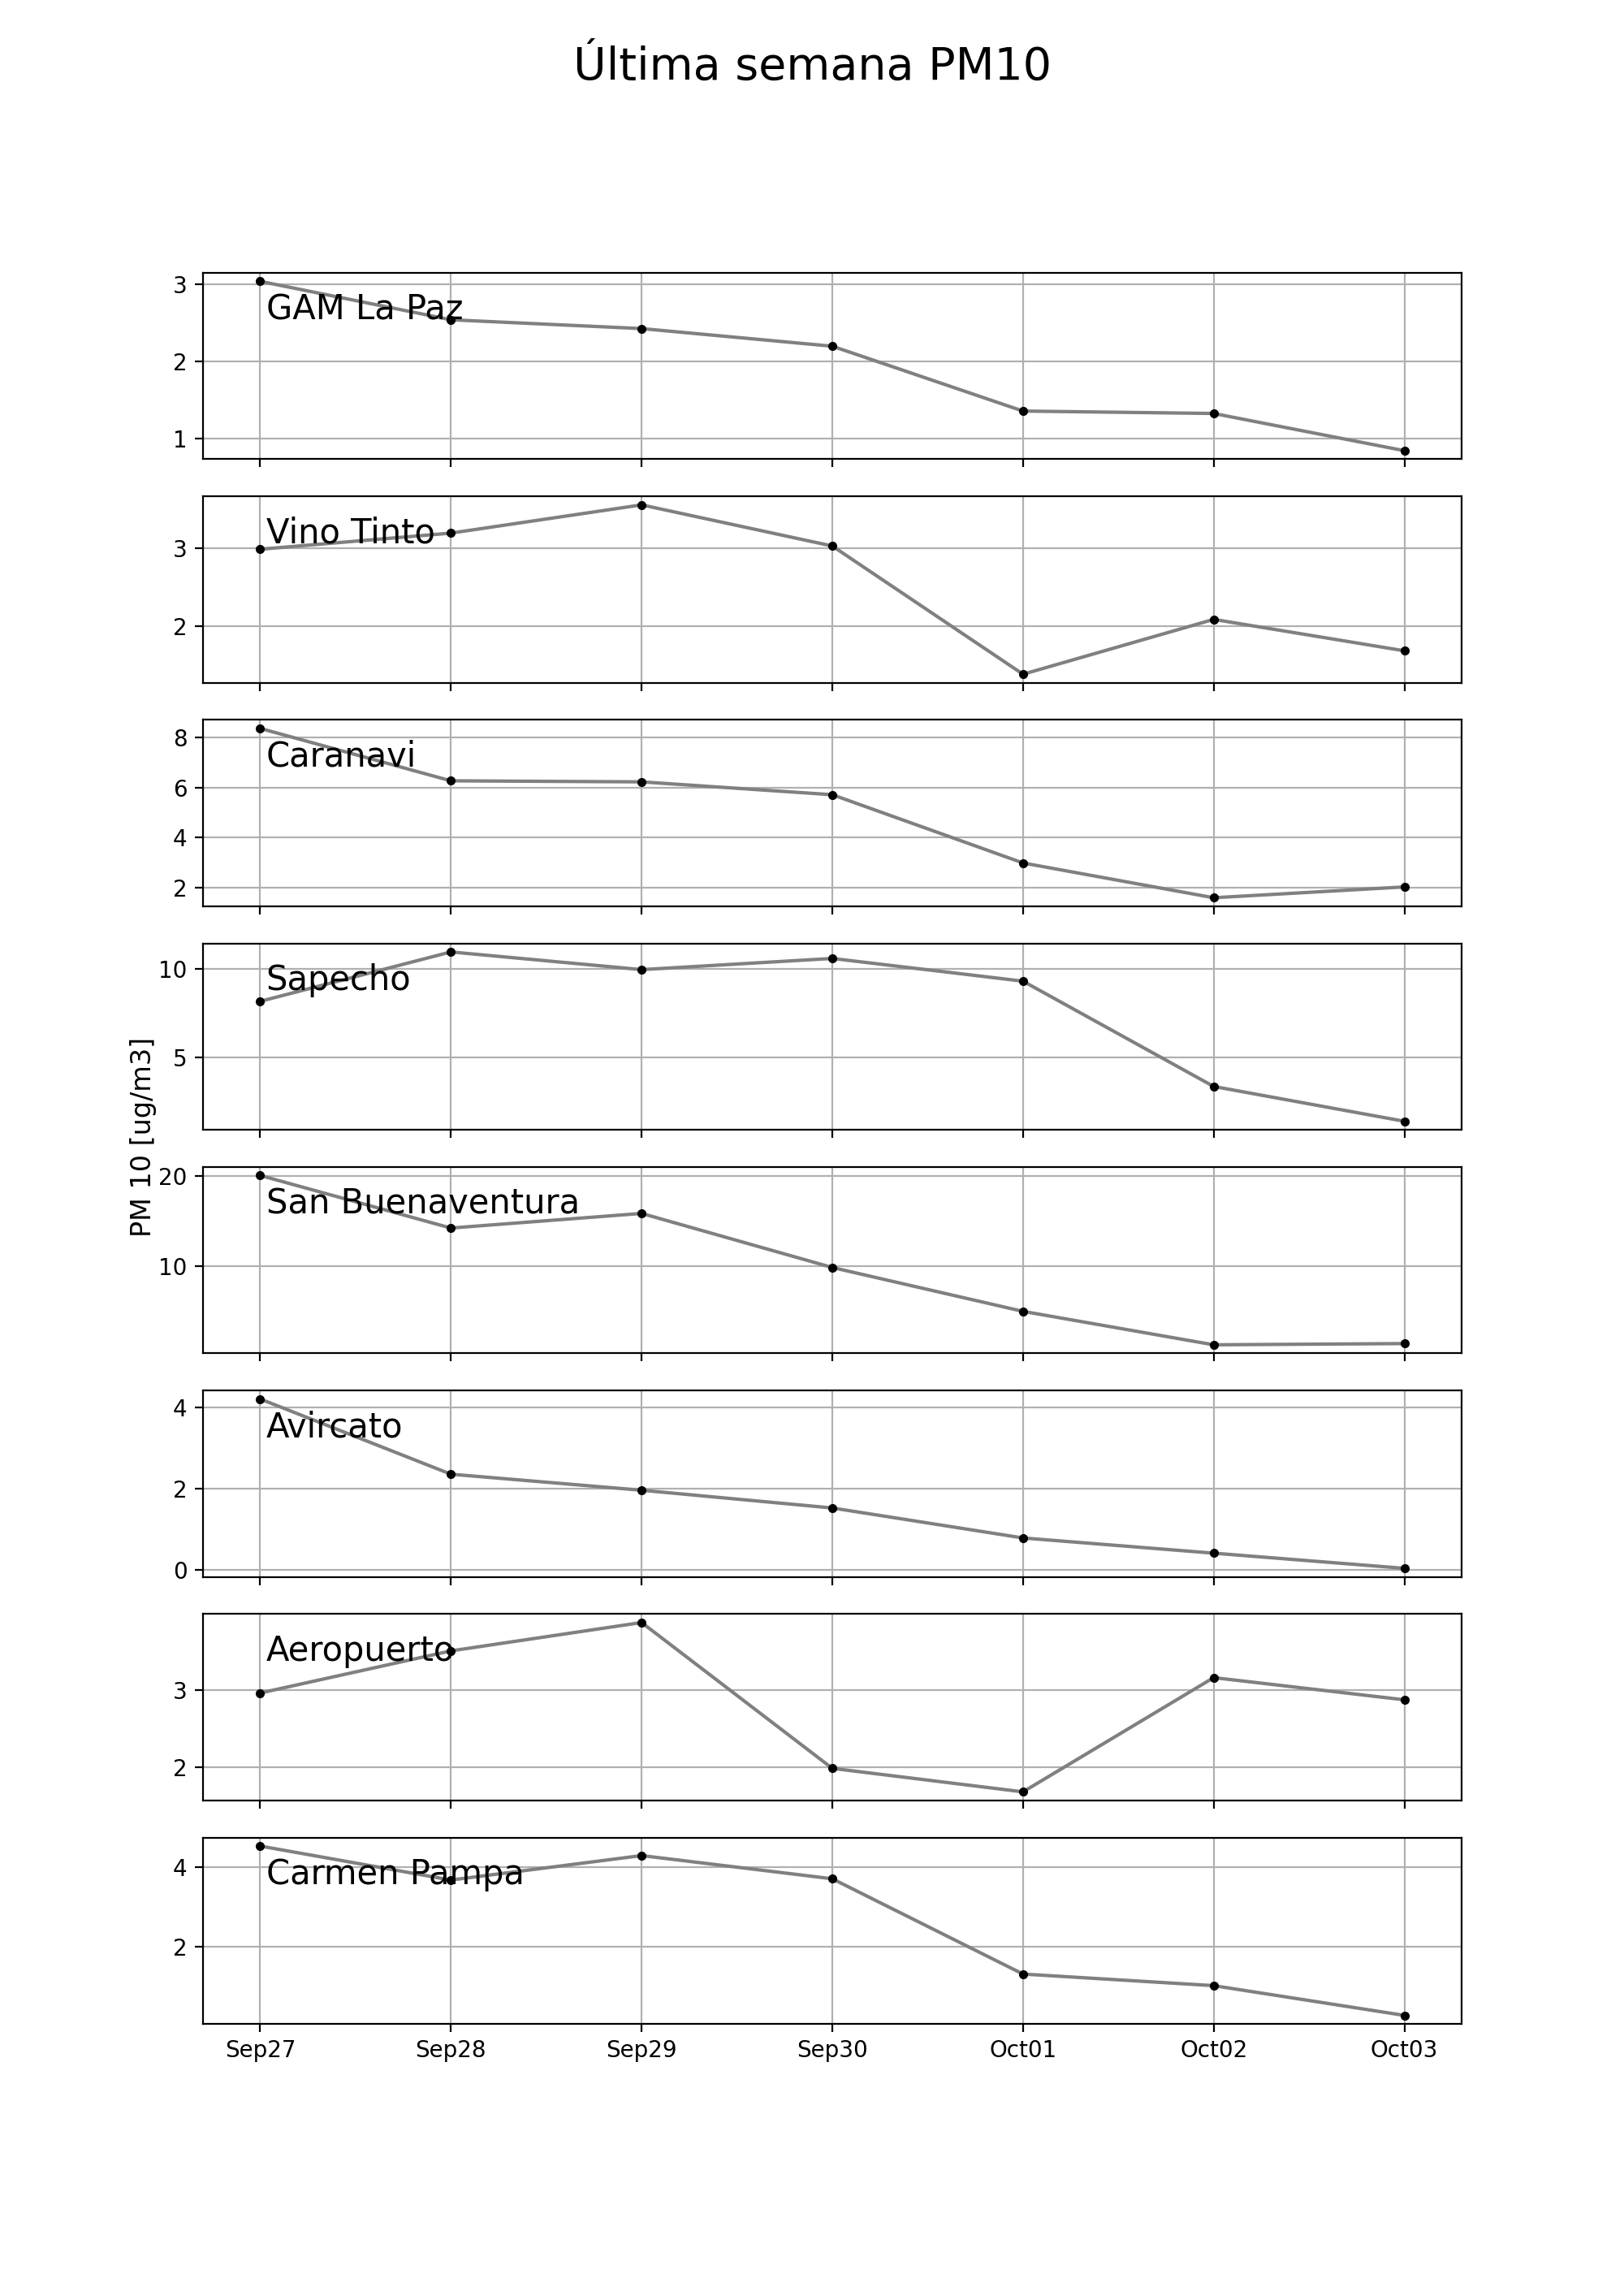 Última semana PM10
3
2
1
GAM La Paz
3
2
Vino Tinto
8
6
4
2
Caranavi
10
5
Sapecho
PM 10 [ug/m3]
20
10
San Buenaventura
4
2
0
Avircato
3
2
Aeropuerto
4
2
Carmen Pampa
Sep27 Sep28 Sep29 Sep30 Oct01 Oct02 Oct03